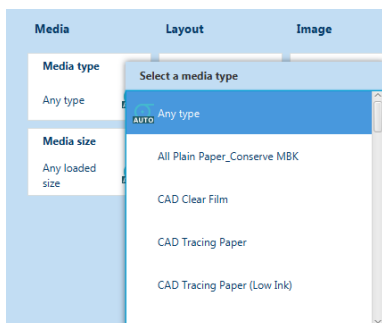 Media Layout Image
Media type
Any type
Media size
Any loaded
size
Select a media type
AUTO Any type
All Plain Paper_Conserve MBK
CAD Clear Film
CAD Tracing Paper
CAD Tracing Paper (Low Ink)